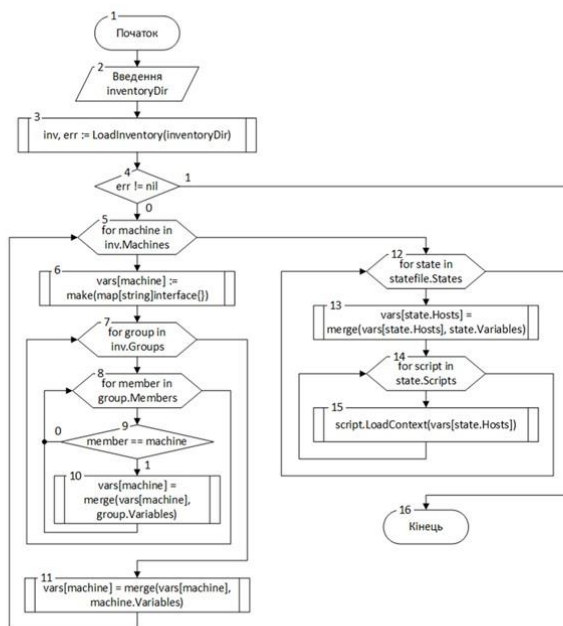 1
Початок
2
Введення
inventoryDir
3
inv, err := LoadInventory(inventoryDir)
4
err != nil
1
0
5
for machine in
inv.Machines
6
vars[machine] :=
make(map[string]interface{})
7
for group in
inv.Groups
8
for member in
group.Members
9
0
member == machine
1
10
vars[machine] =
merge(vars[machine],
group.Variables)
11
vars[machine] = merge(vars[machine],
machine.Variables)
12
for state in
statefile.States
13
vars[state.Hosts] =
merge(vars[state.Hosts], state.Variables)
14
for script in
state.Scripts
15
script.LoadContext(vars[state.Hosts])
16
Кінець